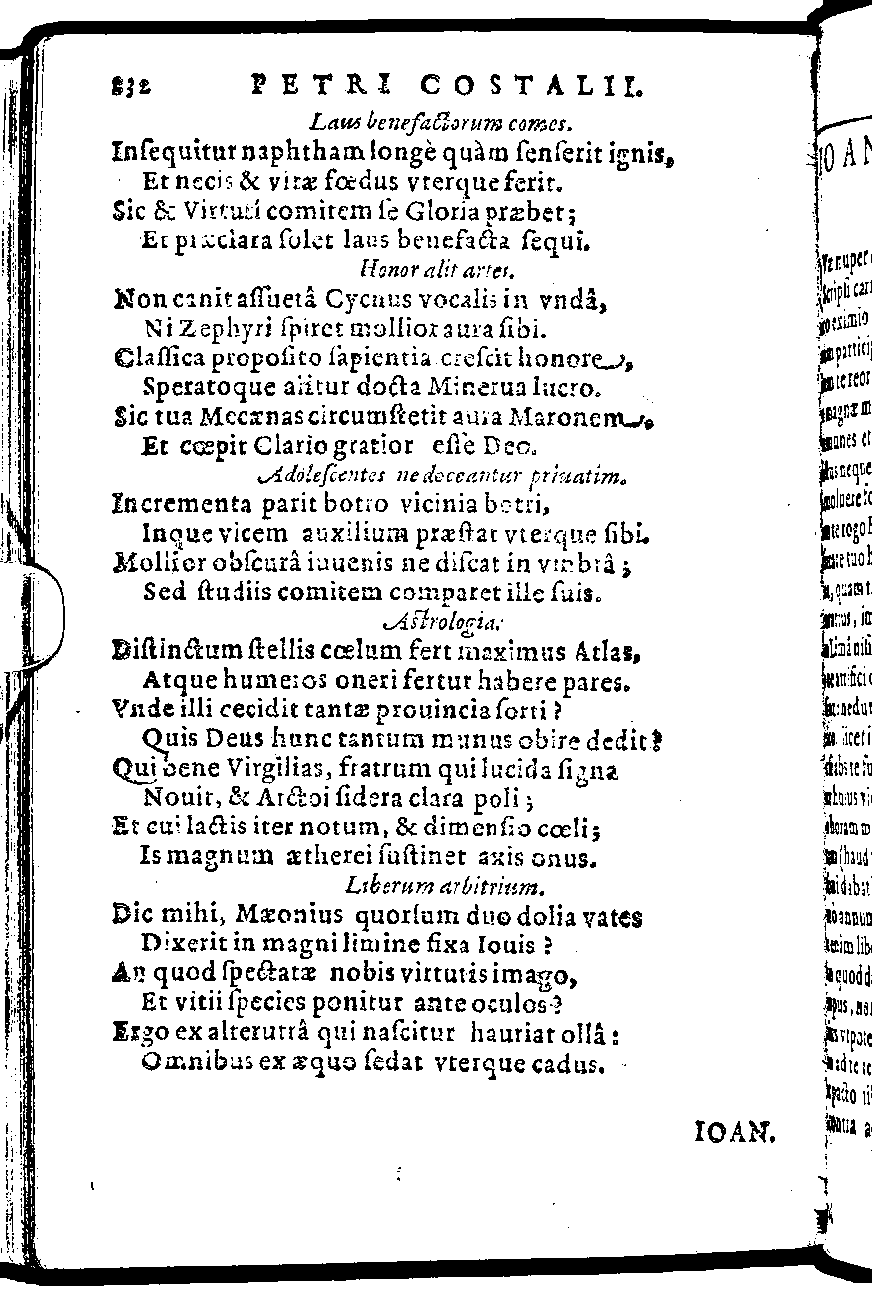 832 PETRI COSTALII.
Laus benefactorum comes.
Inſequitur naphtham longè quàm ſenſerit ignis,
Et necis & vitæ fœdus vterque ferit.
Sic & Virtuti comitem ſe Gloria præbet;
Et præclara ſolet laus benefacta ſequi.
Honor alit artes.
Non canit aſſuetâ Cycnus vocalis in vndâ,
Ni Zephyri ſpiret mollior aura ſibi.
Claſſica propoſito ſapientia creſcit honore,
Speratoque alitur docta Minerua lucro.
Sic tua Mecænas circumſtetit aura Maronem,
Et cœpit Clario gratior eſſe Deo.
Adoleſcentes ne doceantur priuatim.
Incrementa parit botro vicinia botri,
Inque vicem auxilium præſtat vterque ſibi.
Mollior obſcurâ iuuenis ne diſcat in vmbrâ;
Sed ſtudiis comitem comparet ille ſuis.
Aſtrologia.
Diſtinctum ſtellis cœlum fert maximus Atlas,
Atque humeros oneri fertur habere pares.
Vnde illi cecidit tantæ prouincia ſorti?
Quis Deus hunc tantum munus obire dedit?
Qui bene Virgilias, fratrum qui lucida ſigna
Nouit, & Arctoi ſidera clara poli;
Et cui lactis iter notum, & dimenſio cœli;
Is magnum ætherei ſuſtinet axis onus.
Liberum arbitrium.
Dic mihi, Mæonius quorſum duo dolia vates
Dixerit in magni limine fixa Iouis?
An quod ſpectatæ nobis virtutis imago,
Et vitii ſpecies ponitur ante oculos?
Ergo ex alterutrâ qui naſcitur hauriat ollâ:
Omnibus ex æquo ſedat vterque cadus.
IOAN.